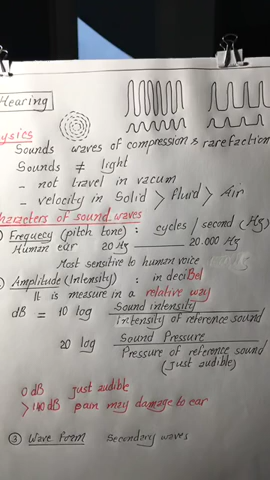 Hearing
ysics
Sounds waves of compression & rarefaction
Sounds ≠ light
- not travel in vacum
- velocity in Solid > fluid > Air
characters of sound waves
Frequecy (pitch tone) : cycles / second (Hz)
Human ear 20 Hz ——— 20.000 Hz
Most sensitive to human voice
Amplitude (Intensity) : in deciBel
It is measure in a relative way
dB = 10 log Sound intensity / Intensity of reference sound
20 log Sound Pressure / Pressure of reference sound
(Just audible)
0 dB Just audible
>140 dB pain may damage to ear
③ Wave Form Secondary waves